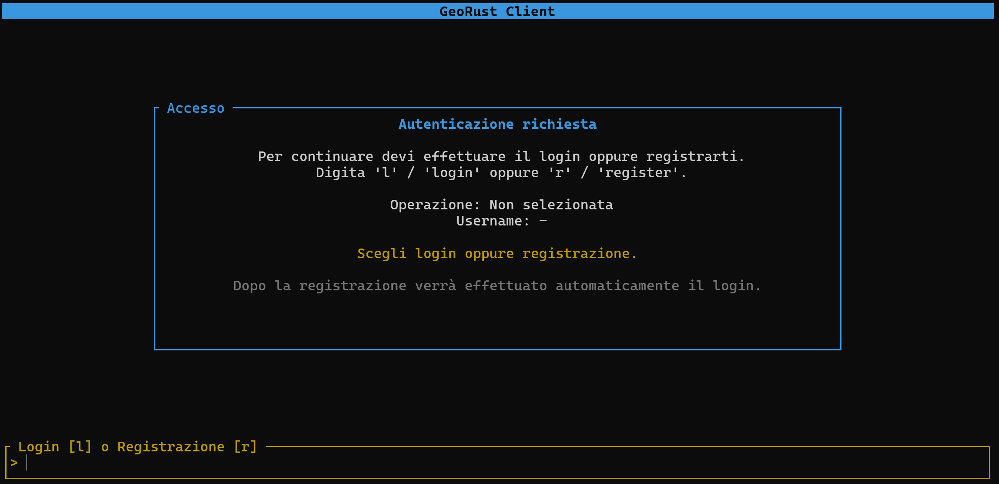 GeoRust Client
Accesso
Autenticazione richiesta
Per continuare devi effettuare il login oppure registrarti.
Digita 'l' / 'login' oppure 'r' / 'register'.
Operazione: Non selezionata
Username: -
Scegli login oppure registrazione.
Dopo la registrazione verrà effettuato automaticamente il login.
Login [l] o Registrazione [r]
>